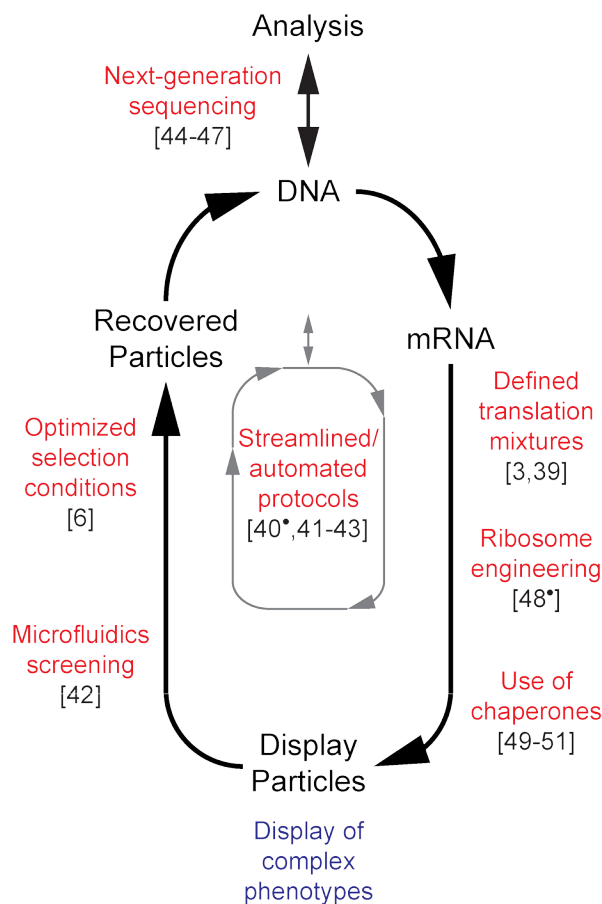 Analysis
Next-generation
sequencing
[44-47]
DNA
Recovered
Particles
mRNA
Defined
translation
mixtures
[3,39]
Optimized
selection
conditions
[6]
Streamlined/
automated
protocols
[40•,41-43]
Ribosome
engineering
[48•]
Microfluidics
screening
[42]
Use of
chaperones
[49-51]
Display
Particles
Display of
complex
phenotypes